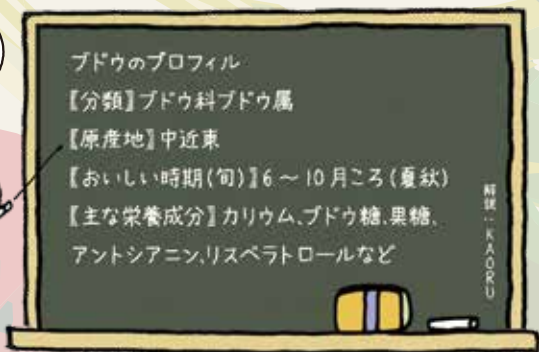 ブドウのプロフィル
【分類】ブドウ科ブドウ属
【原産地】中近東
【おいしい時期(旬)】6～10月ころ(夏秋)
【主な栄養成分】カリウム、ブドウ糖、果糖、
アントシアニン、リスベラトロールなど
解説：KAORU